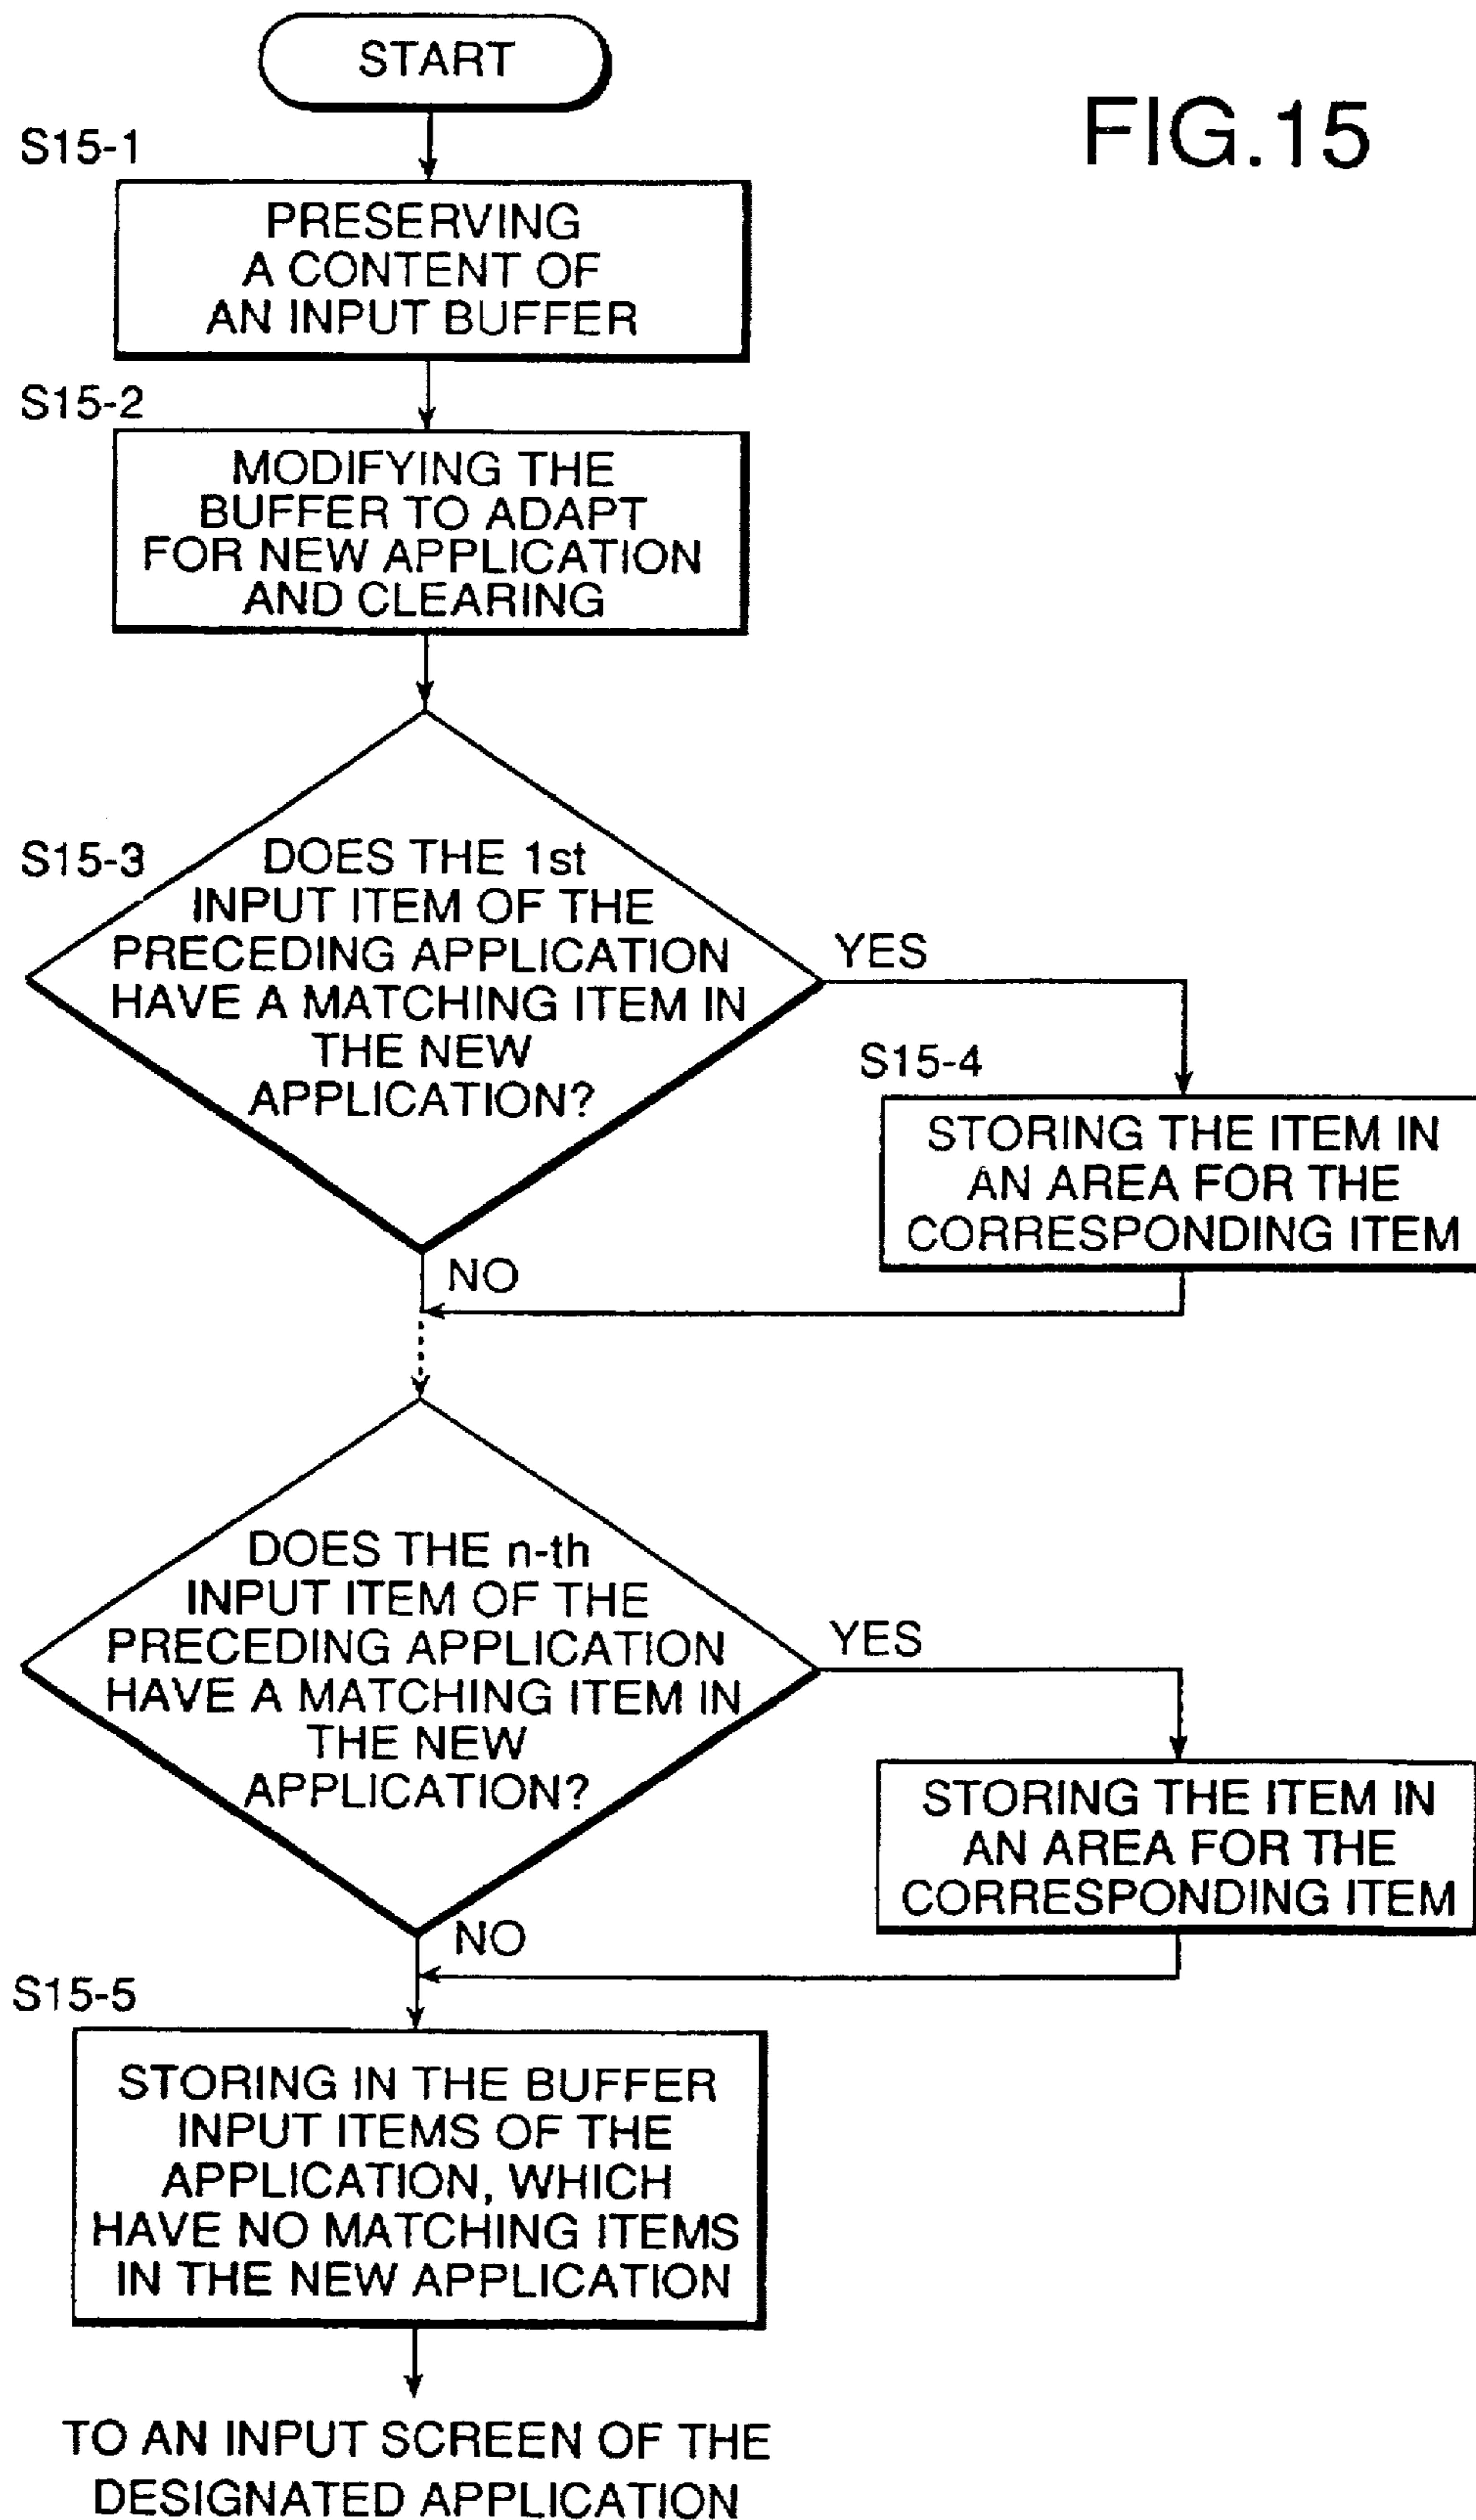 START
FIG.15
S15-1
PRESERVING
A CONTENT OF
AN INPUT BUFFER
S15-2
MODIFYING THE
BUFFER TO ADAPT
FOR NEW APPLICATION
AND CLEARING
S15-3
DOES THE 1st
INPUT ITEM OF THE
PRECEDING APPLICATION
HAVE A MATCHING ITEM IN
THE NEW
APPLICATION?
YES
S15-4
STORING THE ITEM IN
AN AREA FOR THE
CORRESPONDING ITEM
NO
DOES THE n-th
INPUT ITEM OF THE
PRECEDING APPLICATION
HAVE A MATCHING ITEM IN
THE NEW
APPLICATION?
YES
STORING THE ITEM IN
AN AREA FOR THE
CORRESPONDING ITEM
NO
S15-5
STORING IN THE BUFFER
INPUT ITEMS OF THE
APPLICATION, WHICH
HAVE NO MATCHING ITEMS
IN THE NEW APPLICATION
TO AN INPUT SCREEN OF THE
DESIGNATED APPLICATION